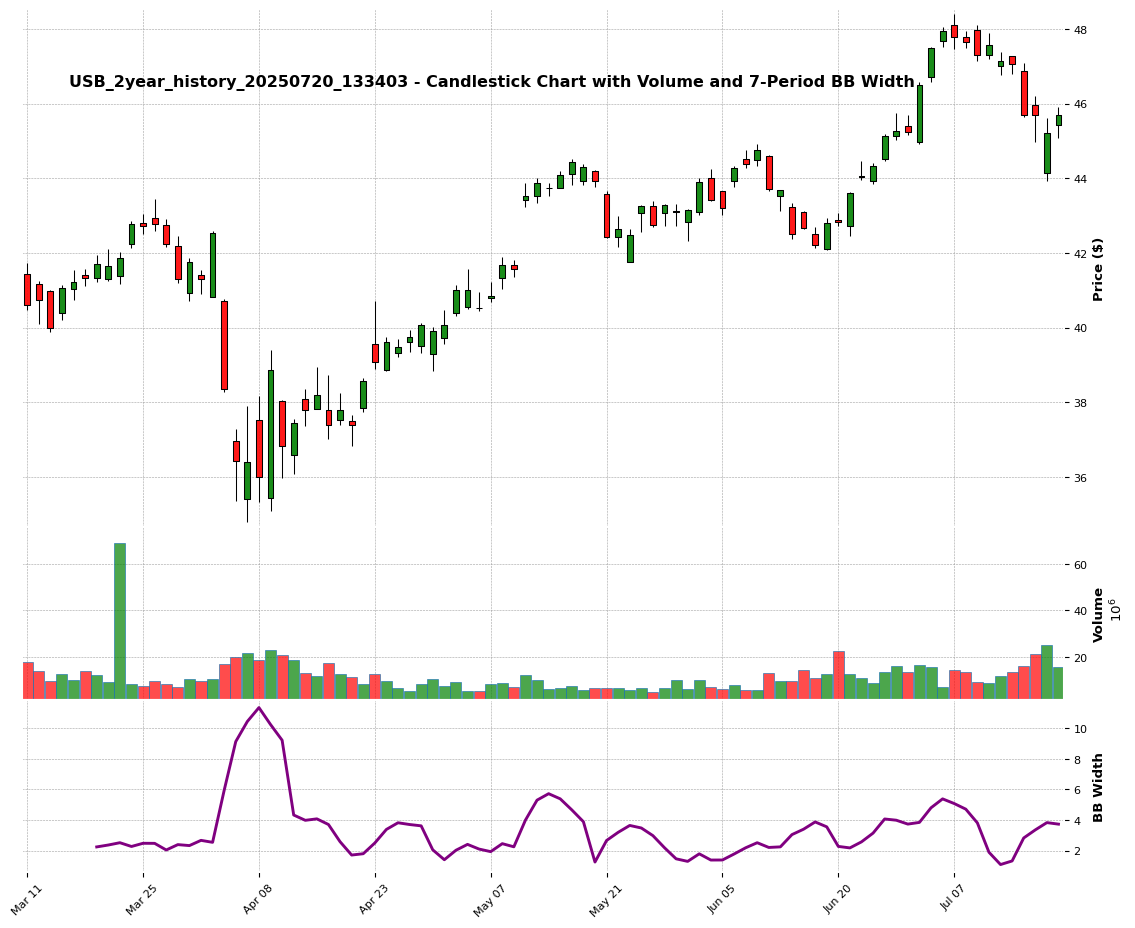 USB_2year_history_20250720_133403 - Candlestick Chart with Volume and 7-Period BB Width
48
46
44
42
40
38
36
Price ($)
60
40
20
Volume
10^6
10
8
6
4
2
BB Width
Mar 11
Mar 25
Apr 08
Apr 23
May 07
May 21
Jun 05
Jun 20
Jul 07